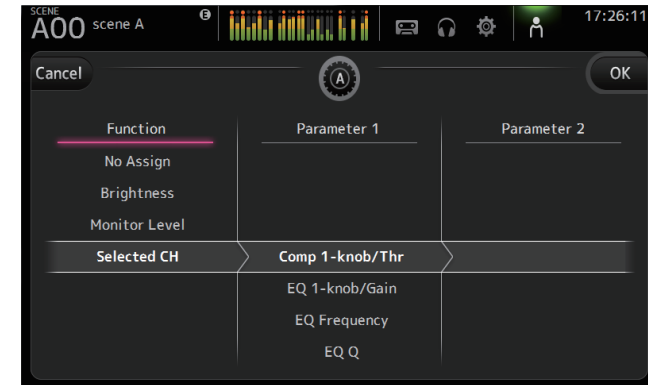 SCENE
A00 scene A E 17:26:11
Cancel A OK
Function Parameter 1 Parameter 2
No Assign
Brightness
Monitor Level
Selected CH Comp 1-knob/Thr
EQ 1-knob/Gain
EQ Frequency
EQ Q